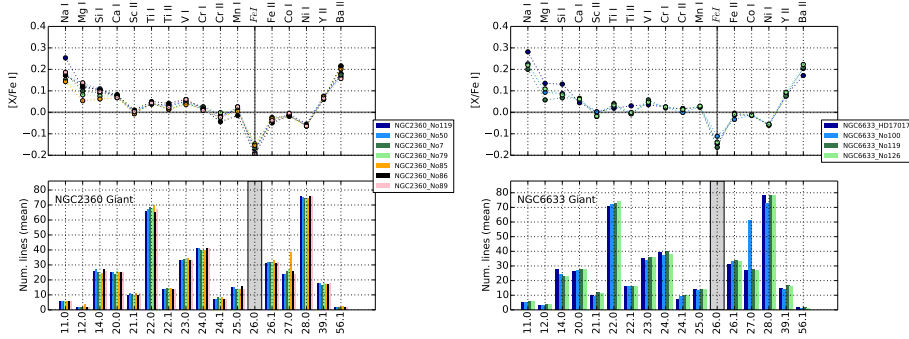 Na I Mg I Si I Ca I Sc II Ti I Ti II V I Cr I Cr II Mn I Fe I Fe II Co I Ni I Y II Ba II
[X/Fe I]
0.4
0.3
0.2
0.1
0.0
−0.1
−0.2
NGC2360_No119
NGC2360_No50
NGC2360_No7
NGC2360_No79
NGC2360_No85
NGC2360_No86
NGC2360_No89
NGC2360 Giant
Num. lines (mean)
80
70
60
50
40
30
20
10
0
11.0 12.0 14.0 20.0 21.1 22.0 22.1 23.0 24.0 24.1 25.0 26.0 26.1 27.0 28.0 39.1 56.1
Na I Mg I Si I Ca I Sc II Ti I Ti II V I Cr I Cr II Mn I Fe I Fe II Co I Ni I Y II Ba II
[X/Fe I]
0.4
0.3
0.2
0.1
0.0
−0.1
−0.2
NGC6633_HD17017
NGC6633_No100
NGC6633_No119
NGC6633_No126
NGC6633 Giant
Num. lines (mean)
80
70
60
50
40
30
20
10
0
11.0 12.0 14.0 20.0 21.1 22.0 22.1 23.0 24.0 24.1 25.0 26.0 26.1 27.0 28.0 39.1 56.1